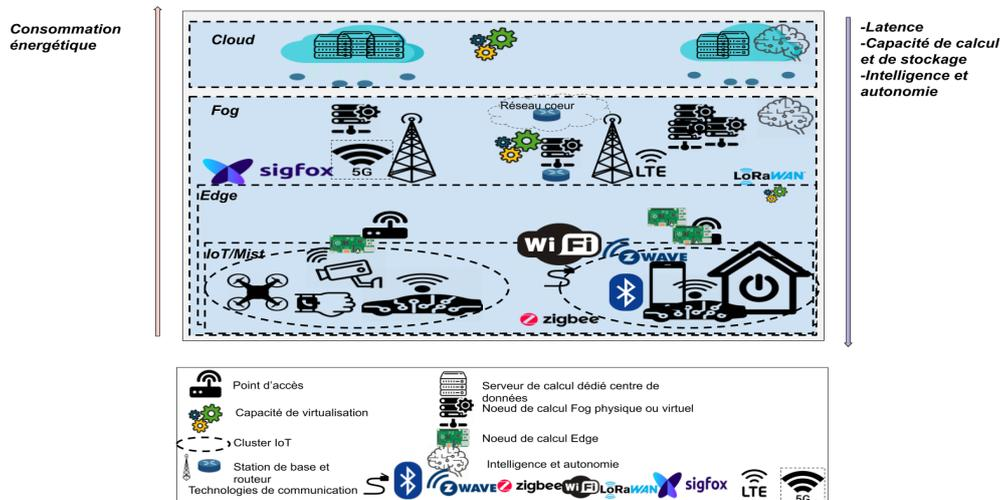 Consommation
énergétique
-Latence
-Capacité de calcul
et de stockage
-Intelligence et
autonomie
Cloud
Fog
Réseau coeur
sigfox
5G
LTE
LoRaWAN
Edge
WiFi
Z WAVE
IoT/Mist
zigbee
Point d'accès
Capacité de virtualisation
Cluster IoT
Station de base et
routeur
Technologies de communication
Serveur de calcul dédié centre de
données
Noeud de calcul Fog physique ou virtuel
Noeud de calcul Edge
Intelligence et autonomie
Z WAVE
zigbee
WiFi
LoRaWAN
sigfox
LTE
5G